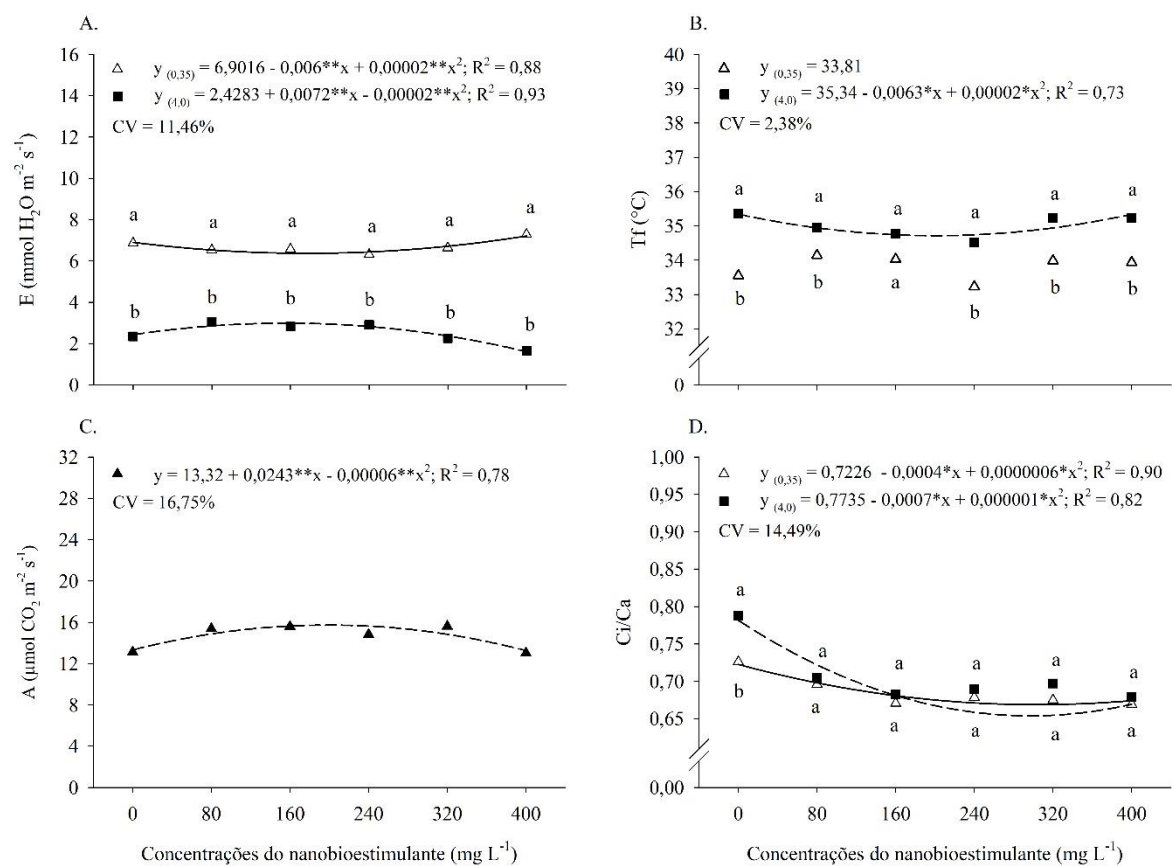 A.
△ y (0,35) = 6,9016 - 0,006**x + 0,00002**x²; R² = 0,88
■ y (4,0) = 2,4283 + 0,0072**x - 0,00002**x²; R² = 0,93
CV = 11,46%
E (mmol H₂O m⁻² s⁻¹)
16
14
12
10
8
6
4
2
0
a a a a a a
b b b b b b
B.
△ y (0,35) = 33,81
■ y (4,0) = 35,34 - 0,0063*x + 0,00002*x²; R² = 0,73
CV = 2,38%
Tf (°C)
40
39
38
37
36
35
34
33
32
0
a a a a a a
b b a b b b
C.
▲ y = 13,32 + 0,0243**x - 0,00006**x²; R² = 0,78
CV = 16,75%
A (µmol CO₂ m⁻² s⁻¹)
32
28
24
20
16
12
8
4
0
0 80 160 240 320 400
Concentrações do nanobioestimulante (mg L⁻¹)
D.
△ y (0,35) = 0,7226 - 0,0004*x + 0,0000006*x²; R² = 0,90
■ y (4,0) = 0,7735 - 0,0007*x + 0,000001*x²; R² = 0,82
CV = 14,49%
Ci/Ca
1,00
0,95
0,90
0,85
0,80
0,75
0,70
0,65
0,00
a a a a a a
b a a a a a
0 80 160 240 320 400
Concentrações do nanobioestimulante (mg L⁻¹)